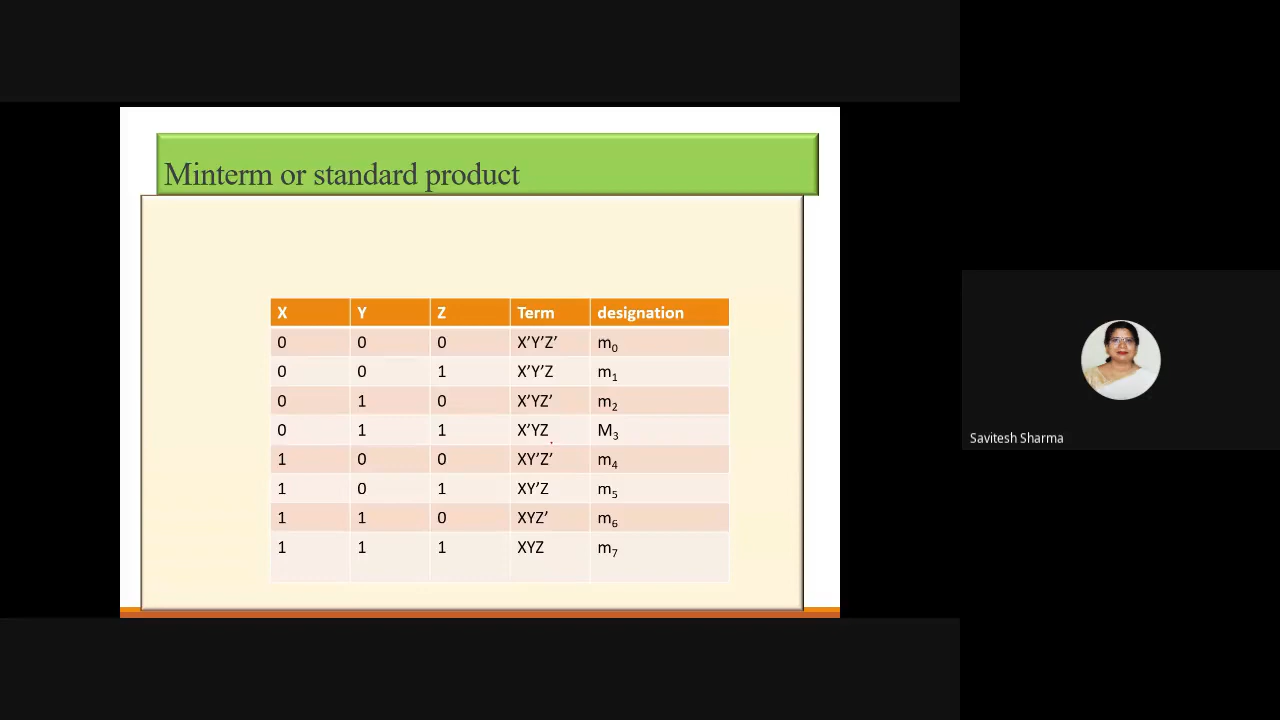 Minterm or standard product
X Y Z Term designation
0 0 0 X’Y’Z’ m0
0 0 1 X’Y’Z m1
0 1 0 X’YZ’ m2
0 1 1 X’YZ M3
1 0 0 XY’Z’ m4
1 0 1 XY’Z m5
1 1 0 XYZ’ m6
1 1 1 XYZ m7
Savitesh Sharma